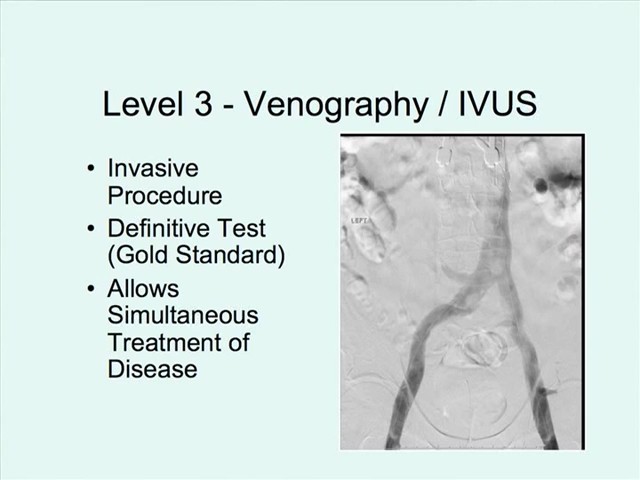 Level 3 - Venography / IVUS
• Invasive
Procedure
• Definitive Test
(Gold Standard)
• Allows
Simultaneous
Treatment of
Disease
LEFT